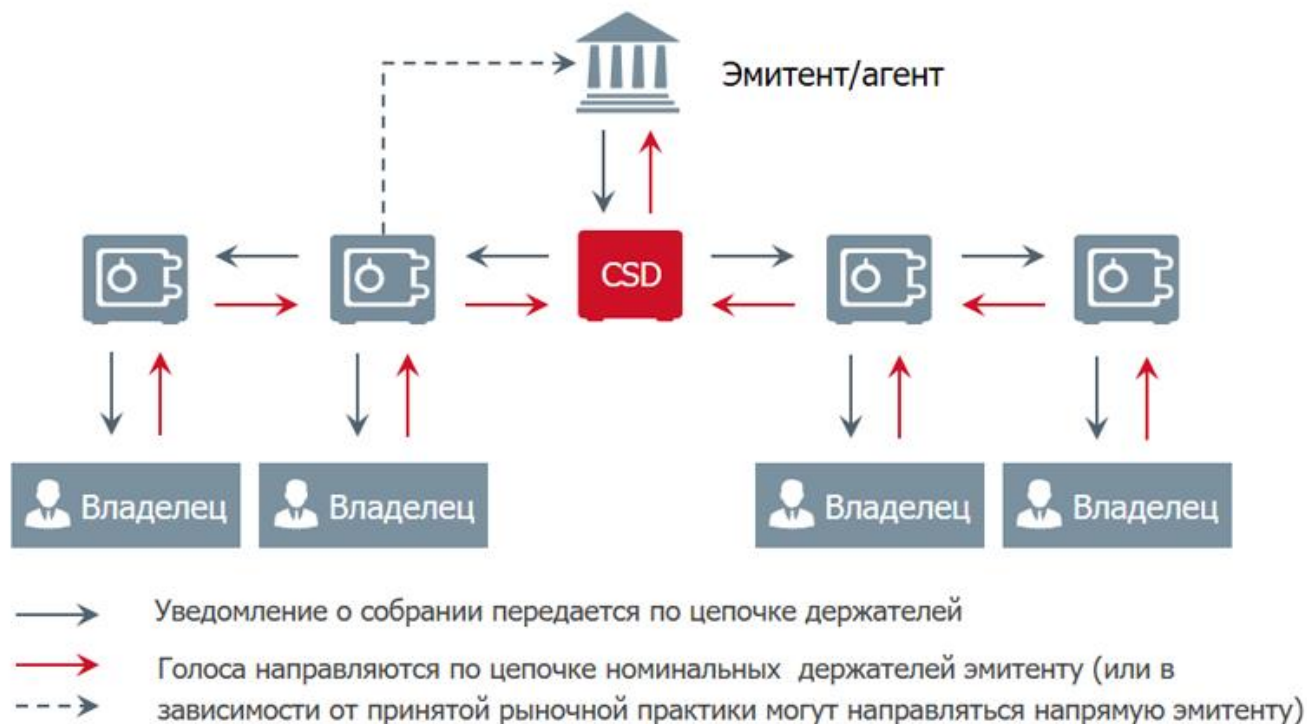 Эмитент/агент
CSD
Владелец
Владелец
Владелец
Владелец
Уведомление о собрании передается по цепочке держателей
Голоса направляются по цепочке номинальных держателей эмитенту (или в
зависимости от принятой рыночной практики могут направляться напрямую эмитенту)